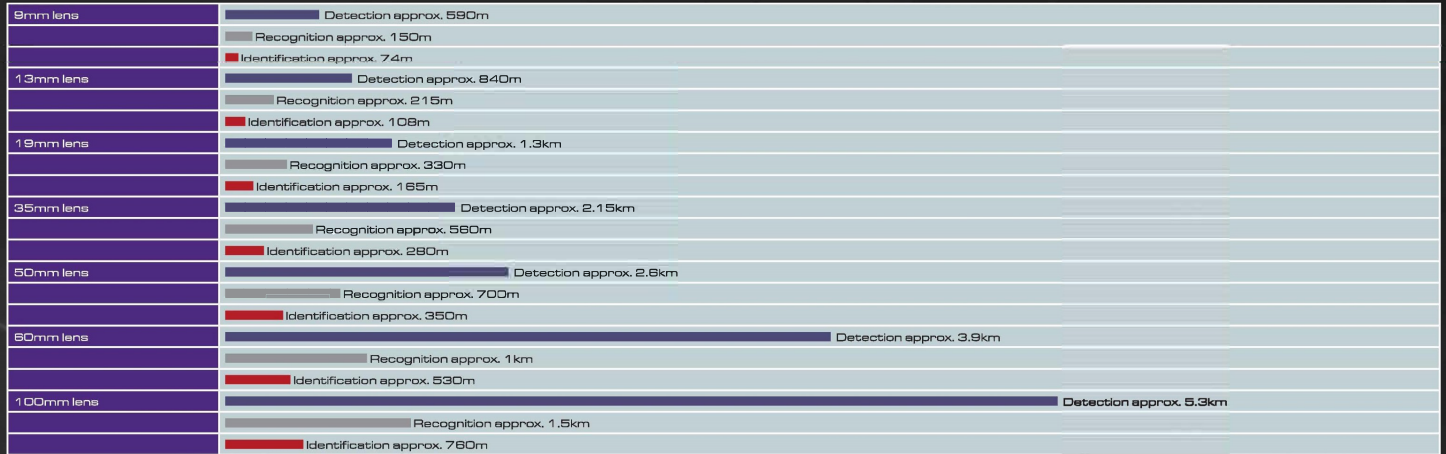 9mm lens Detection approx. 590m
Recognition approx. 150m
Identification approx. 74m
13mm lens Detection approx. 840m
Recognition approx. 215m
Identification approx. 108m
19mm lens Detection approx. 1.3km
Recognition approx. 330m
Identification approx. 165m
35mm lens Detection approx. 2.15km
Recognition approx. 560m
Identification approx. 280m
50mm lens Detection approx. 2.6km
Recognition approx. 700m
Identification approx. 350m
60mm lens Detection approx. 3.9km
Recognition approx. 1km
Identification approx. 530m
100mm lens Detection approx. 5.3km
Recognition approx. 1.5km
Identification approx. 760m